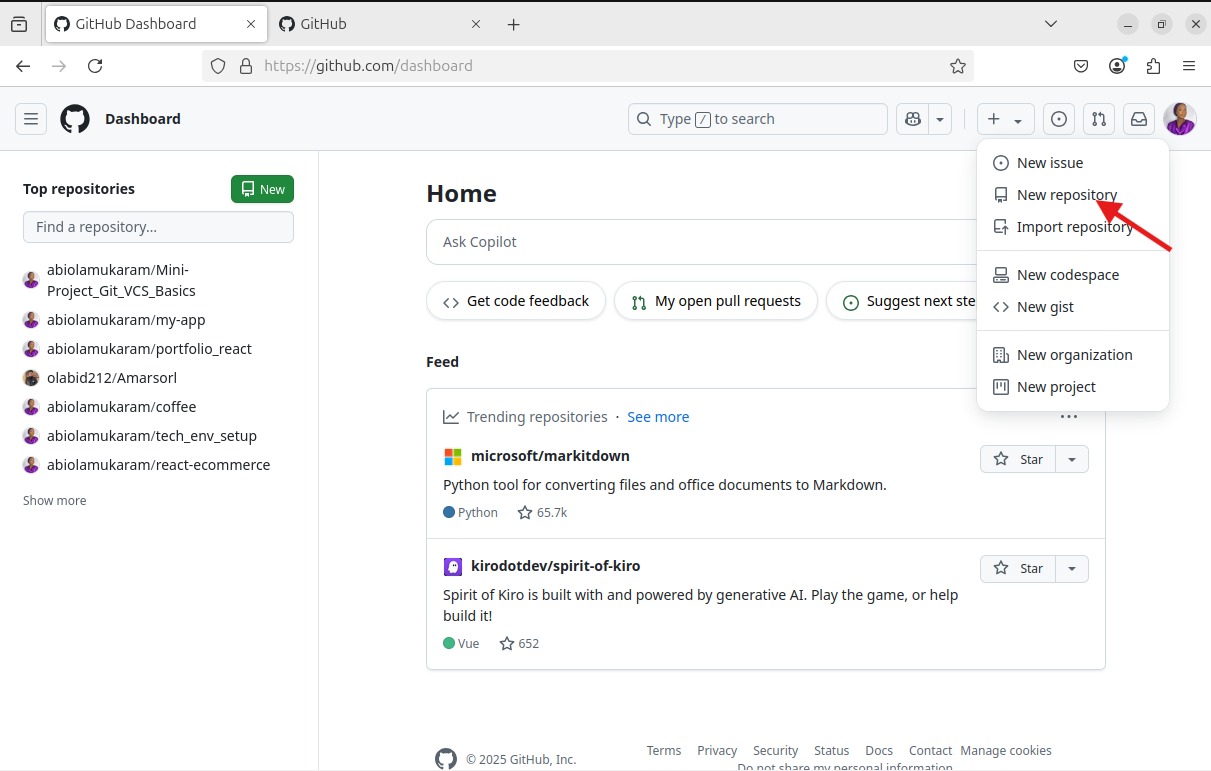 GitHub Dashboard
GitHub
https://github.com/dashboard
Dashboard
Type / to search
New issue
New repository
Import repository
New codespace
New gist
New organization
New project
Top repositories
New
Find a repository...
abiolamukaram/Mini-
Project_Git_VCS_Basics
abiolamukaram/my-app
abiolamukaram/portfolio_react
olabid212/Amarsorl
abiolamukaram/coffee
abiolamukaram/tech_env_setup
abiolamukaram/react-ecommerce
Show more
Home
Ask Copilot
Get code feedback
My open pull requests
Suggest next ste
Feed
Trending repositories · See more
microsoft/markitdown
Star
Python tool for converting files and office documents to Markdown.
Python 65.7k
kirodotdev/spirit-of-kiro
Star
Spirit of Kiro is built with and powered by generative AI. Play the game, or help
build it!
Vue 652
© 2025 GitHub, Inc.
Terms Privacy Security Status Docs Contact Manage cookies
Do not share my personal information